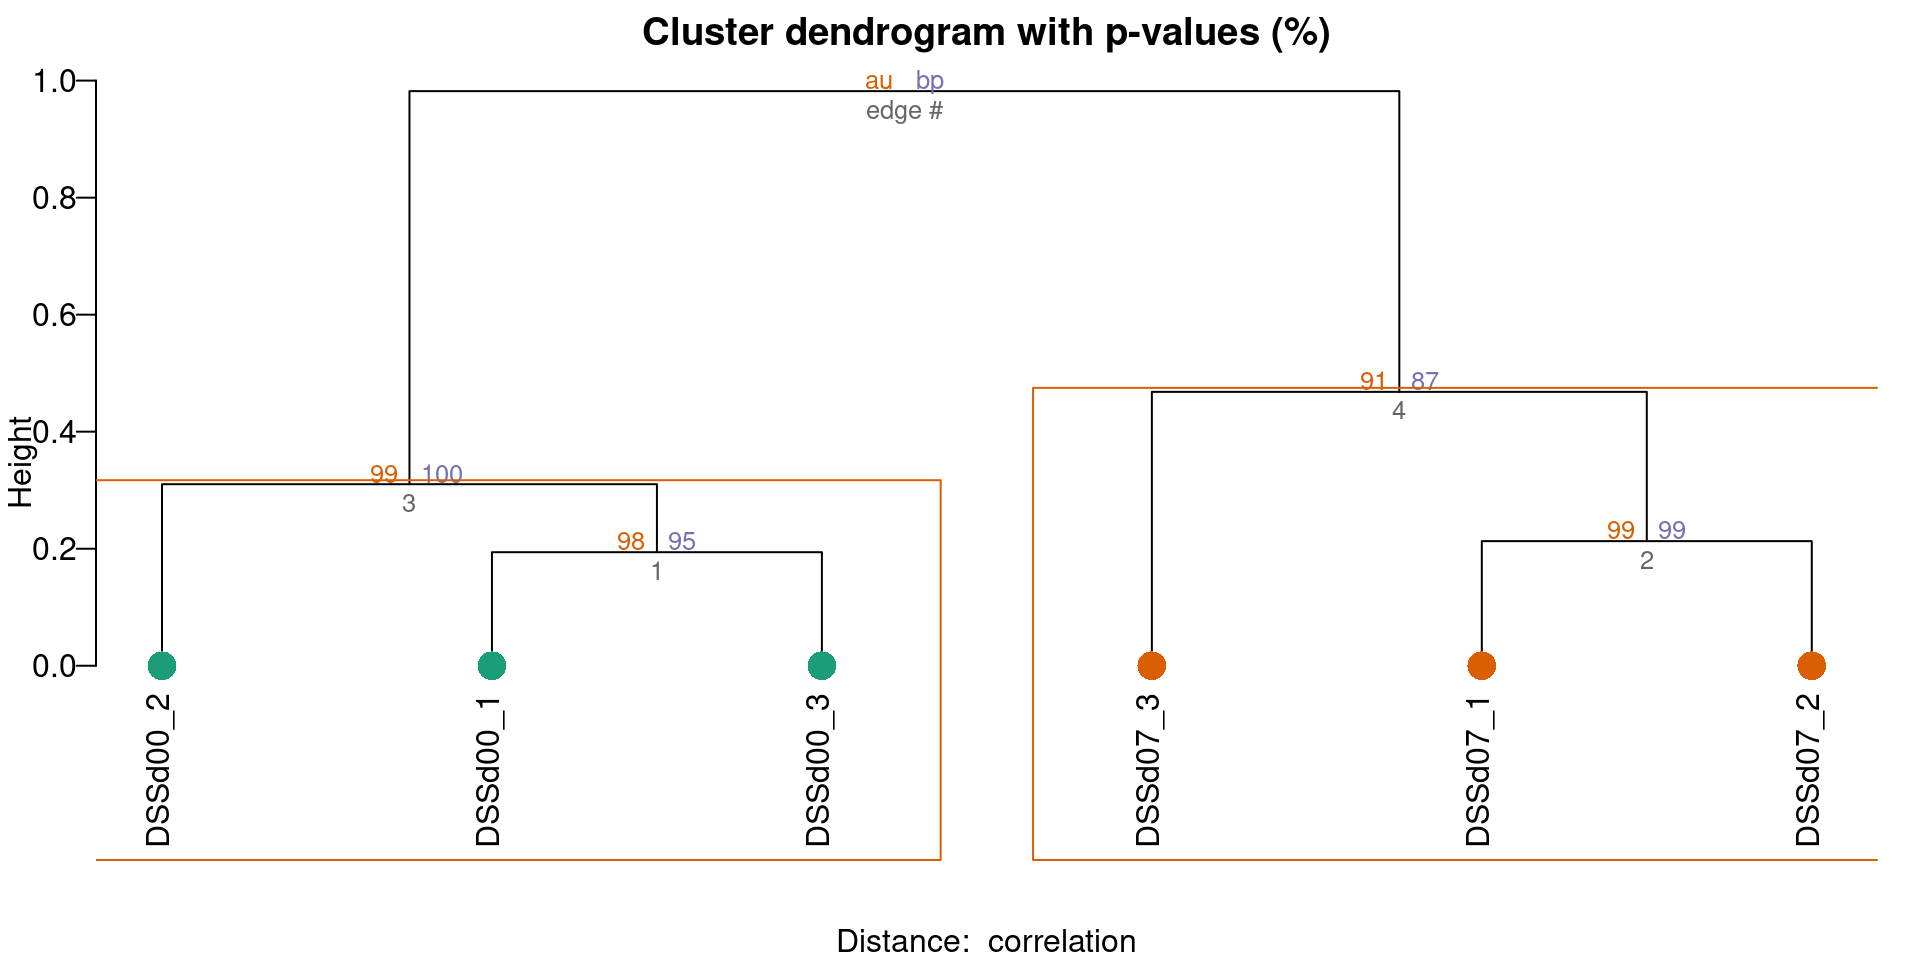 Cluster dendrogram with p-values (%)
au bp
edge #
1.0
0.8
0.6
0.4
0.2
0.0
Height
91 87
4
99 100
3
99 99
2
98 95
1
DSSd00_2
DSSd00_1
DSSd00_3
DSSd07_3
DSSd07_1
DSSd07_2
Distance: correlation